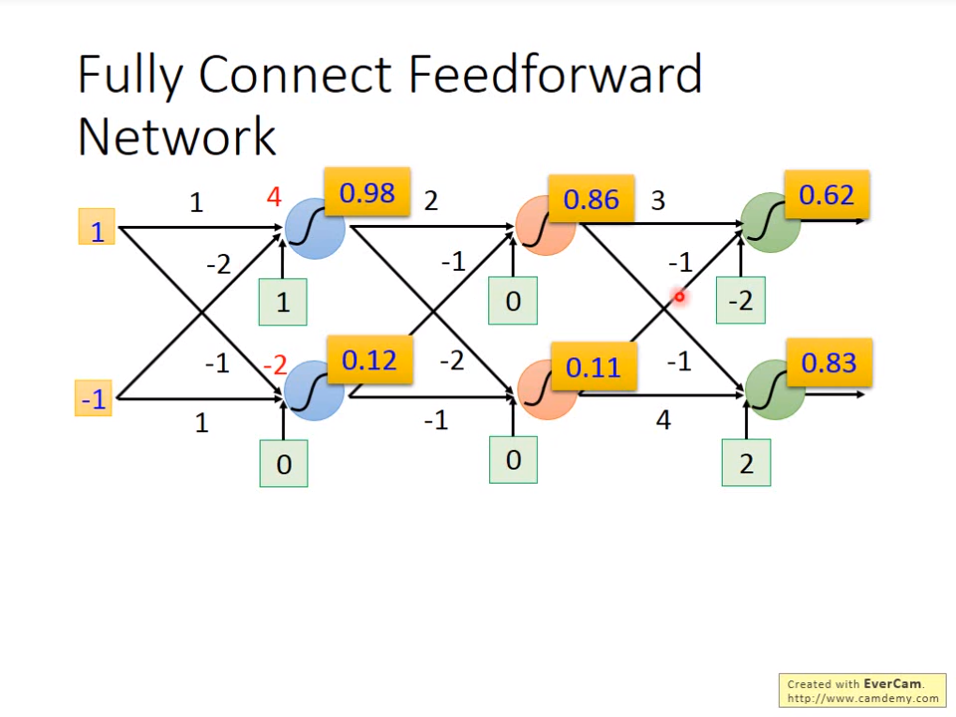 Fully Connect Feedforward
Network
1 4 0.98 2 0.86 3 0.62
1
-2 -1 -1
1 0 -2
-1 -2 0.12 -2 0.11 -1 0.83
-1
1 -1 4
0 0 2
Created with EverCam.
http://www.camdemy.com